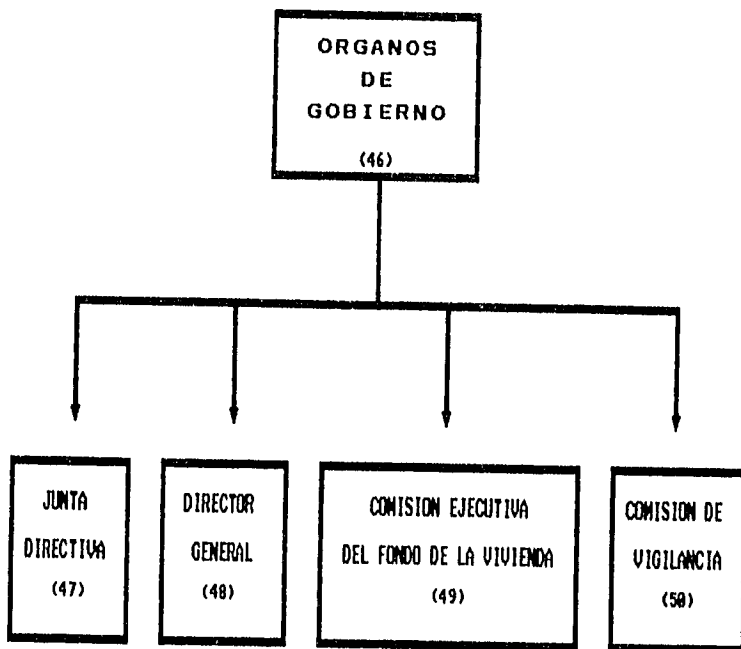 ORGANOS
DE
GOBIERNO
(46)
JUNTA
DIRECTIVA
(47)
DIRECTOR
GENERAL
(48)
COMISION EJECUTIVA
DEL FONDO DE LA VIVIENDA
(49)
COMISION DE
VIGILANCIA
(50)